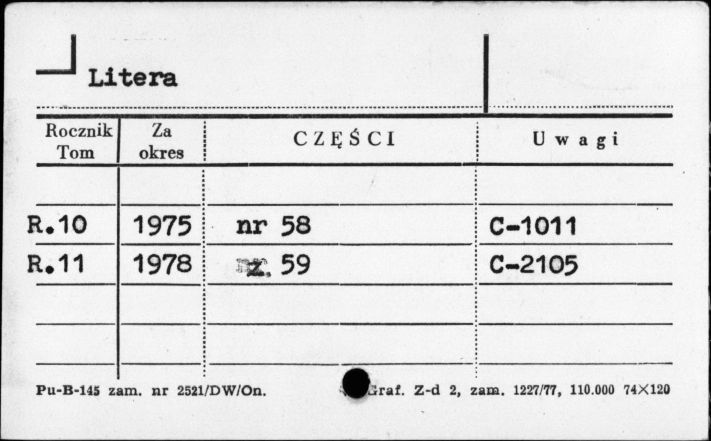 Litera
Rocznik Tom Za okres CZĘŚCI Uwagi
R.10 1975 nr 58 C-1011
R.11 1978 z. 59 C-2105
Pu-B-145 zam. nr 2521/DW/On. Graf. Z-d 2, zam. 1227/77, 110.000 74×120